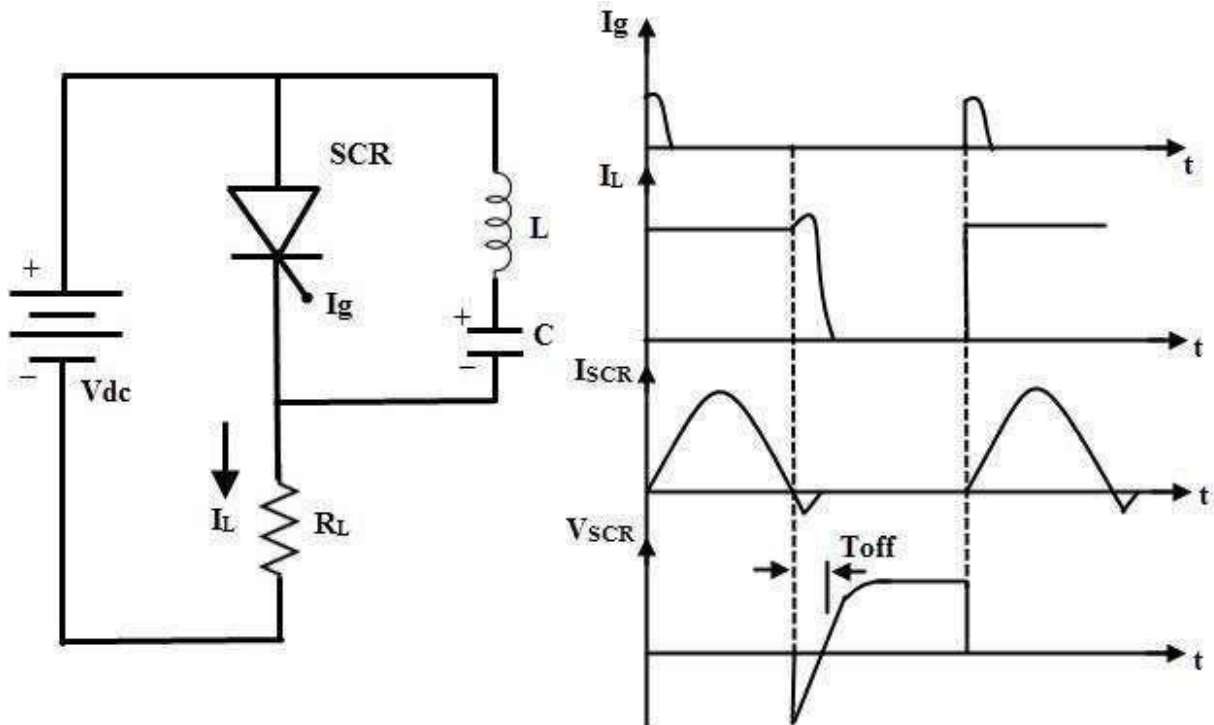 SCR
L
+
Ig
+
C
−
−
Vdc
IL
RL
Ig
t
IL
t
ISCR
t
VSCR
Toff
t